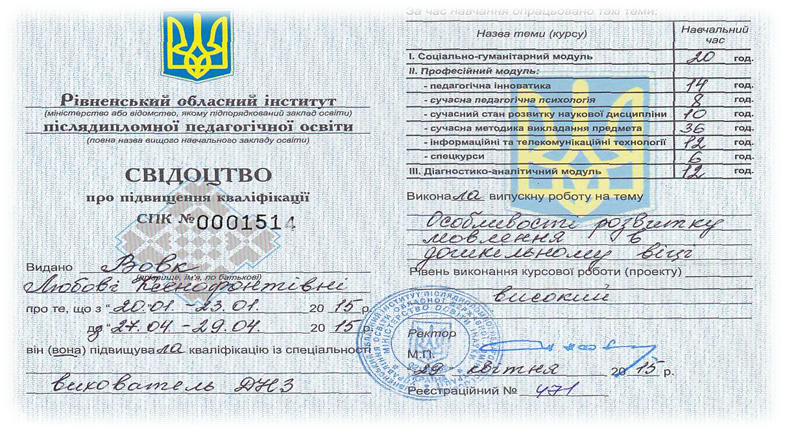 Рівненський обласний інститут
(міністерство або відомство, якому підпорядкований заклад освіти)
післядипломної педагогічної освіти
(повна назва вищого навчального закладу освіти)
СВІДОЦТВО
про підвищення кваліфікації
СПК №0001514
Видано Вовк
(прізвище, ім'я, по батькові)
Любові Ксенофонтівні
про те, що з “20.01.-23.01. 2015р.
до 27.04.-29.04. 2015 р.
він (вона) підвищувала кваліфікацію із спеціальності
вихователь ДНЗ
За час навчання опрацьовано такі теми:
Назва теми (курсу) Навчальний час
І. Соціально-гуманітарний модуль 20 год.
ІІ. Професійний модуль:
- педагогічна інноватика 14 год.
- сучасна педагогічна психологія 8 год.
- сучасний стан розвитку наукової дисципліни 10 год.
- сучасна методика викладання предмета 36 год.
- інформаційні та телекомунікаційні технології 12 год.
- спецкурси 6 год.
ІІІ. Діагностико-аналітичний модуль 12 год.
Виконала випускну роботу на тему
Особливості розвитку
мовлення в
дошкільному віці
Рівень виконання курсової роботи (проекту)
високий
Ректор
М.П.
29 квітня 2015р.
Реєстраційний № 471